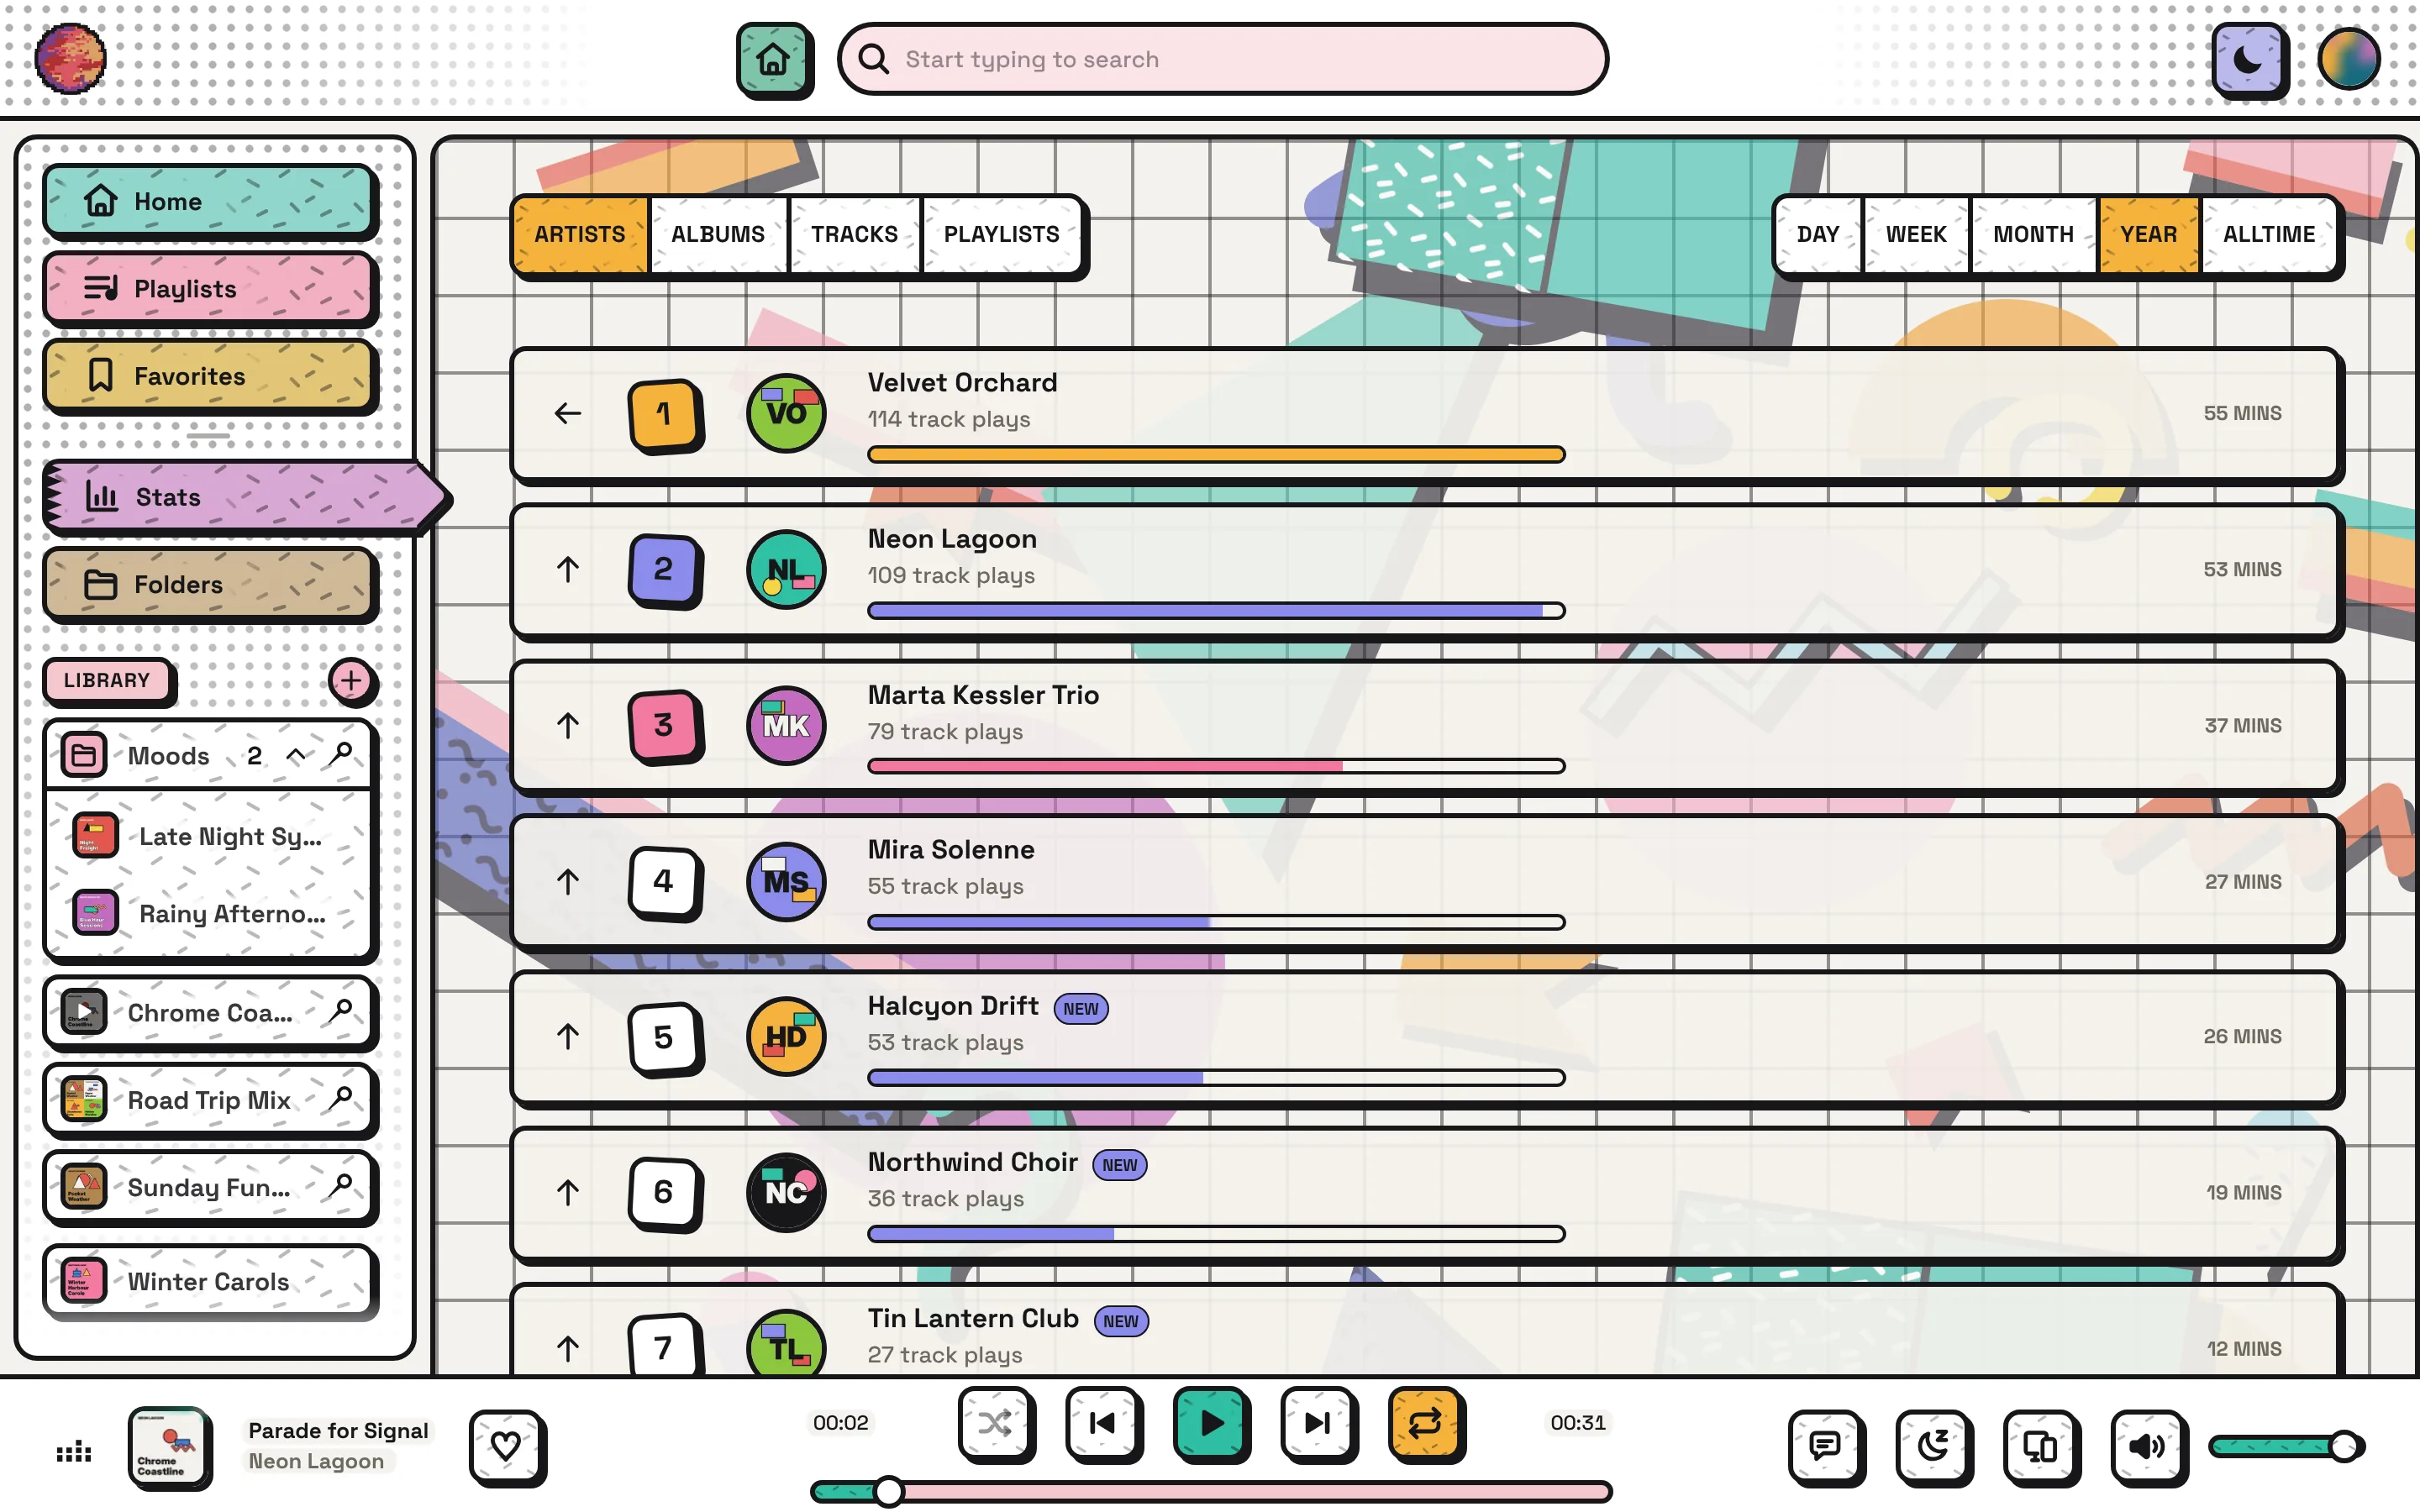 Start typing to search
Home
Playlists
Favorites
Stats
Folders
LIBRARY
Moods 2
Late Night Sy...
Rainy Afterno...
Chrome Coa...
Road Trip Mix
Sunday Fun...
Winter Carols
ARTISTS ALBUMS TRACKS PLAYLISTS
DAY WEEK MONTH YEAR ALLTIME
1 VO Velvet Orchard
114 track plays
55 MINS
2 NL Neon Lagoon
109 track plays
53 MINS
3 MK Marta Kessler Trio
79 track plays
37 MINS
4 MS Mira Solenne
55 track plays
27 MINS
5 HD Halcyon Drift NEW
53 track plays
26 MINS
6 NC Northwind Choir NEW
36 track plays
19 MINS
7 TL Tin Lantern Club NEW
27 track plays
12 MINS
Chrome
Coastline
Parade for Signal
Neon Lagoon
00:02
00:31